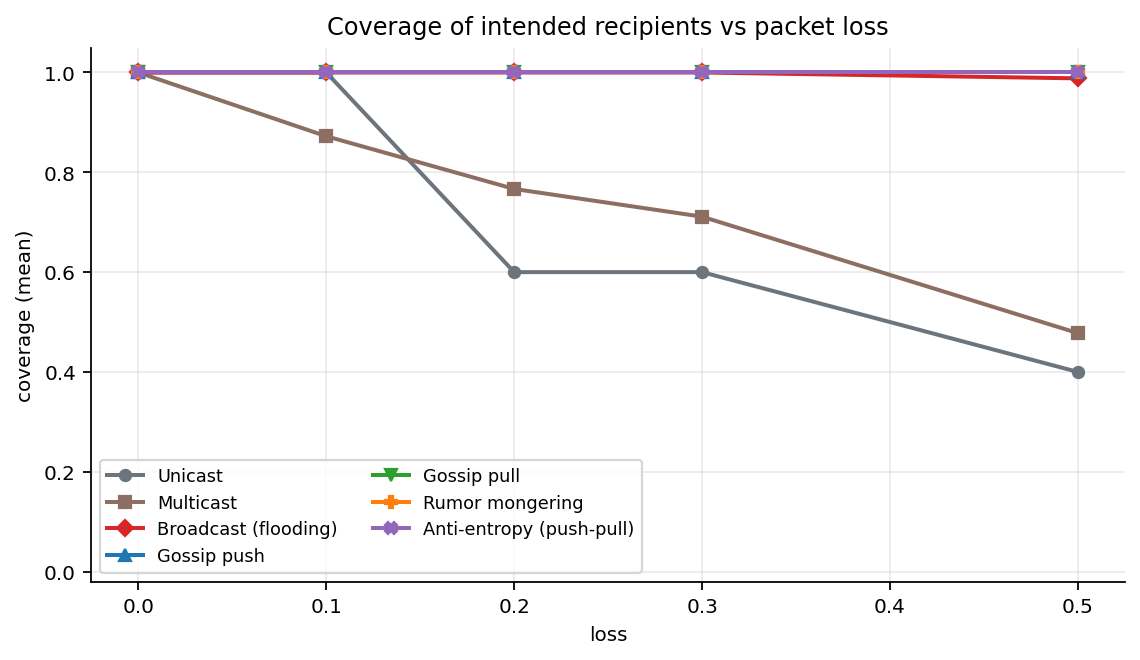 Coverage of intended recipients vs packet loss
coverage (mean)
1.0
0.8
0.6
0.4
0.2
0.0
Unicast
Multicast
Broadcast (flooding)
Gossip push
Gossip pull
Rumor mongering
Anti-entropy (push-pull)
0.0 0.1 0.2 0.3 0.4 0.5
loss